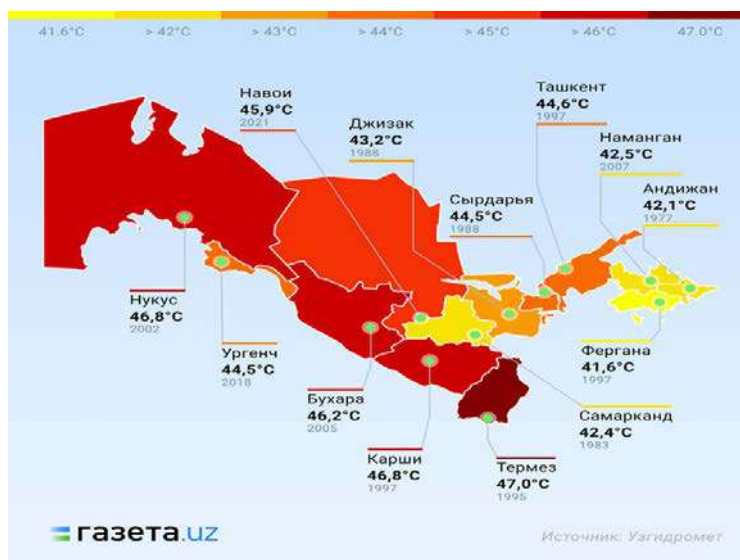 41.6°C
> 42°C
> 43°C
> 44°C
> 45°C
> 46°C
47.0°C
Навои
45,9°C
2021
Джизак
43,2°C
1988
Ташкент
44,6°C
1997
Наманган
42,5°C
2007
Андижан
42,1°C
1977
Сырдарья
44,5°C
1988
Нукус
46,8°C
2002
Ургенч
44,5°C
2018
Бухара
46,2°C
2005
Карши
46,8°C
1997
Термез
47,0°C
1995
Самарканд
42,4°C
1983
Фергана
41,6°C
1997
газета.uz
Источник: Узгидромет